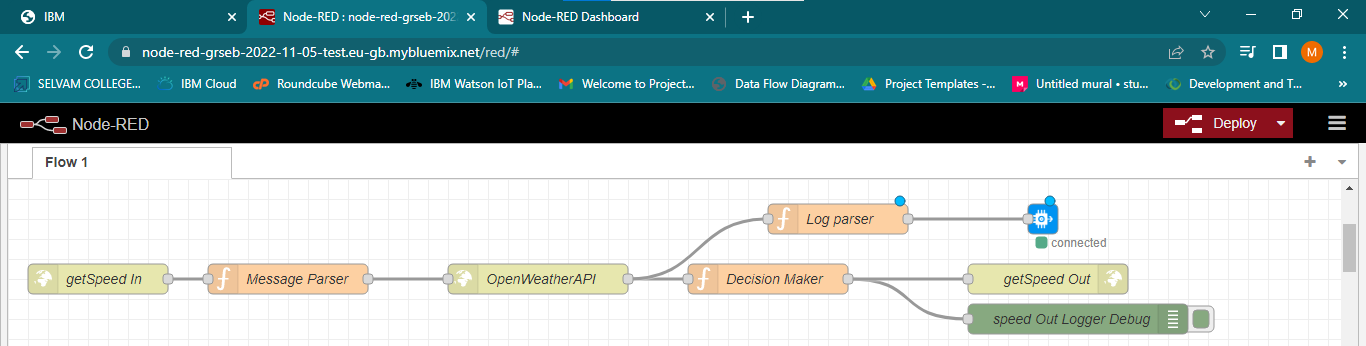 IBM
Node-RED : node-red-grseb-202
Node-RED Dashboard
node-red-grseb-2022-11-05-test.eu-gb.mybluemix.net/red/#
M
SELVAM COLLEGE...
IBM Cloud
Roundcube Webma...
IBM Watson IoT Pla...
Welcome to Project...
Data Flow Diagram...
Project Templates -...
Untitled mural • stu...
Development and T...
Node-RED
Deploy
Flow 1
Log parser
connected
getSpeed In
Message Parser
OpenWeatherAPI
Decision Maker
getSpeed Out
speed Out Logger Debug